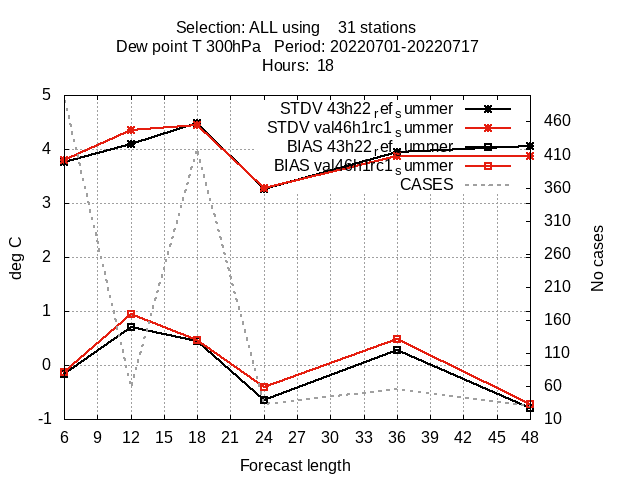 Selection: ALL using    31 stations
Dew point T 300hPa   Period: 20220701-20220717
Hours: 18
STDV 43h22_ref_summer
STDV val46h1rc1_summer
BIAS 43h22_ref_summer
BIAS val46h1rc1_summer
CASES
5
4
3
2
1
0
-1
deg C
460
410
360
310
260
210
160
110
60
10
No cases
6 9 12 15 18 21 24 27 30 33 36 39 42 45 48
Forecast length